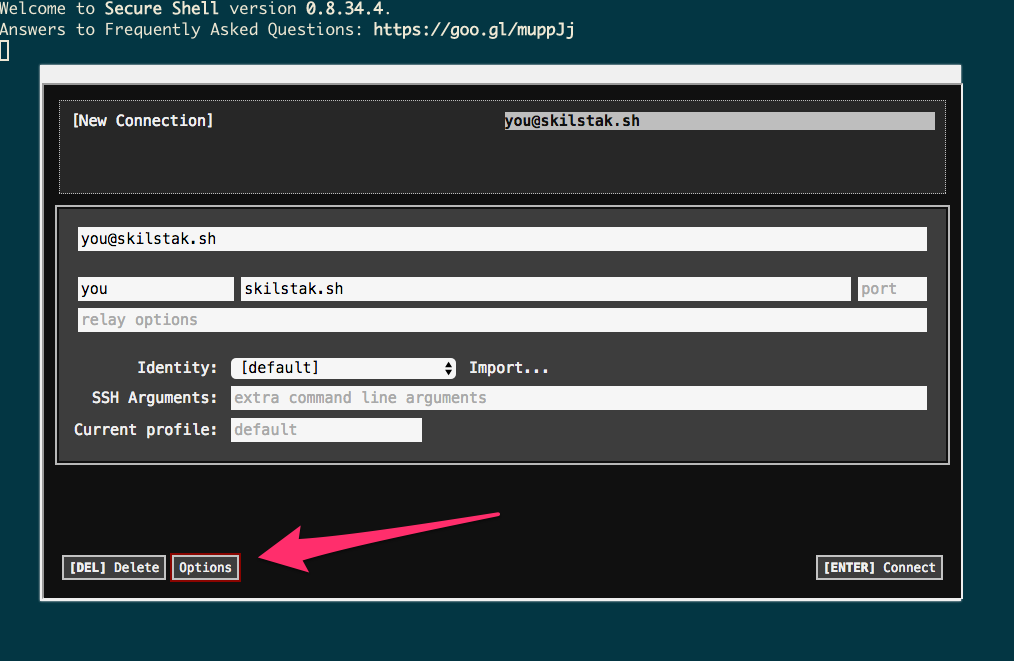 Welcome to Secure Shell version 0.8.34.4.
Answers to Frequently Asked Questions: https://goo.gl/muppJj
[New Connection] you@skilstak.sh
you@skilstak.sh
you skilstak.sh port
relay options
Identity: [default] Import...
SSH Arguments: extra command line arguments
Current profile: default
[DEL] Delete Options [ENTER] Connect